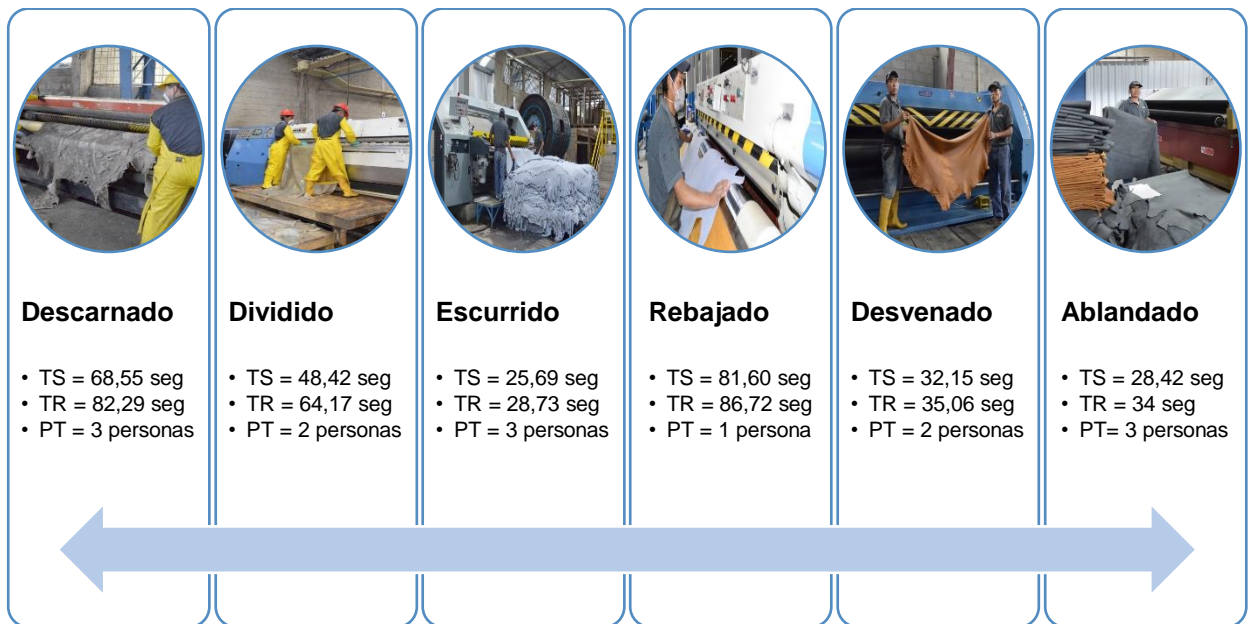 Descarnado
• TS = 68,55 seg
• TR = 82,29 seg
• PT = 3 personas
Dividido
• TS = 48,42 seg
• TR = 64,17 seg
• PT = 2 personas
Escurrido
• TS = 25,69 seg
• TR = 28,73 seg
• PT = 3 personas
Rebajado
• TS = 81,60 seg
• TR = 86,72 seg
• PT = 1 persona
Desvenado
• TS = 32,15 seg
• TR = 35,06 seg
• PT = 2 personas
Ablandado
• TS = 28,42 seg
• TR = 34 seg
• PT= 3 personas